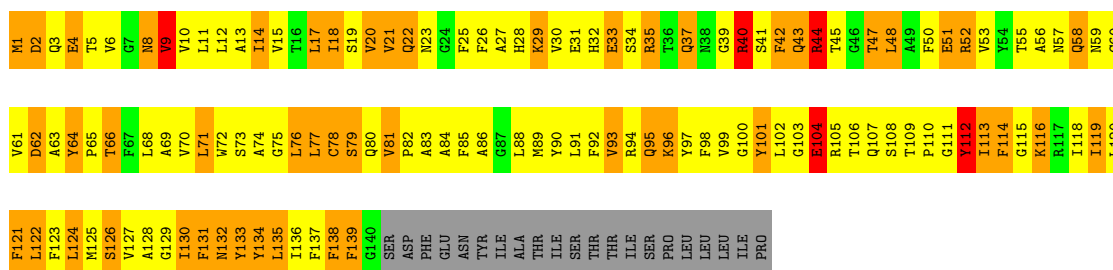 M1 D2 Q3 E4 T5 V6 G7 N8 V9 V10 L11 L12 A13 I14 V15 T16 L17 I18 S19 V20 V21 Q22 N23 G24 F25 F26 A27 H28 K29 V30 E31 H32 E33 S34 R35 T36 Q37 N38 G39 R40 S41 F42 Q43 R44 T45 G46 T47 L48 A49 F50 E51 R52 V53 Y54 T55 A56 N57 Q58 N59
V61 D62 A63 Y64 P65 T66 F67 L68 A69 V70 L71 W72 S73 A74 G75 L76 L77 C78 S79 Q80 V81 P82 A83 A84 F85 A86 G87 L88 M89 Y90 L91 F92 V93 R94 Q95 K96 Y97 F98 V99 G100 Y101 L102 G103 E104 R105 T106 Q107 S108 T109 P110 G111 Y112 I113 F114 G115 K116 R117 I118 I119
F121 L122 F123 L124 M125 S126 V127 A128 G129 I130 F131 N132 Y133 Y134 L135 I136 F137 F138 F139 G140 SER ASP PHE GLU ASN TYR ILE ALA THR ILE SER THR THR ILE SER PRO LEU LEU LEU ILE PRO